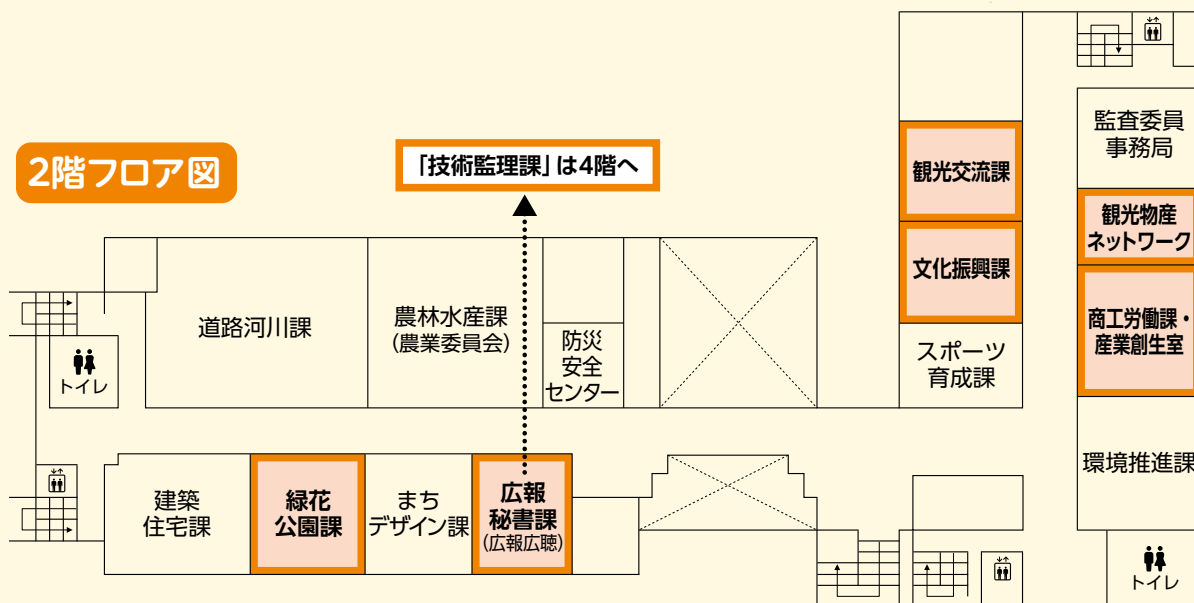 2階フロア図
「技術監理課」は4階へ
観光交流課
文化振興課
スポーツ
育成課
監査委員
事務局
観光物産
ネットワーク
商工労働課・
産業創生室
環境推進課
トイレ
道路河川課
農林水産課
(農業委員会)
防災
安全
センター
トイレ
建築
住宅課
緑花
公園課
まち
デザイン課
広報
秘書課
(広報広聴)